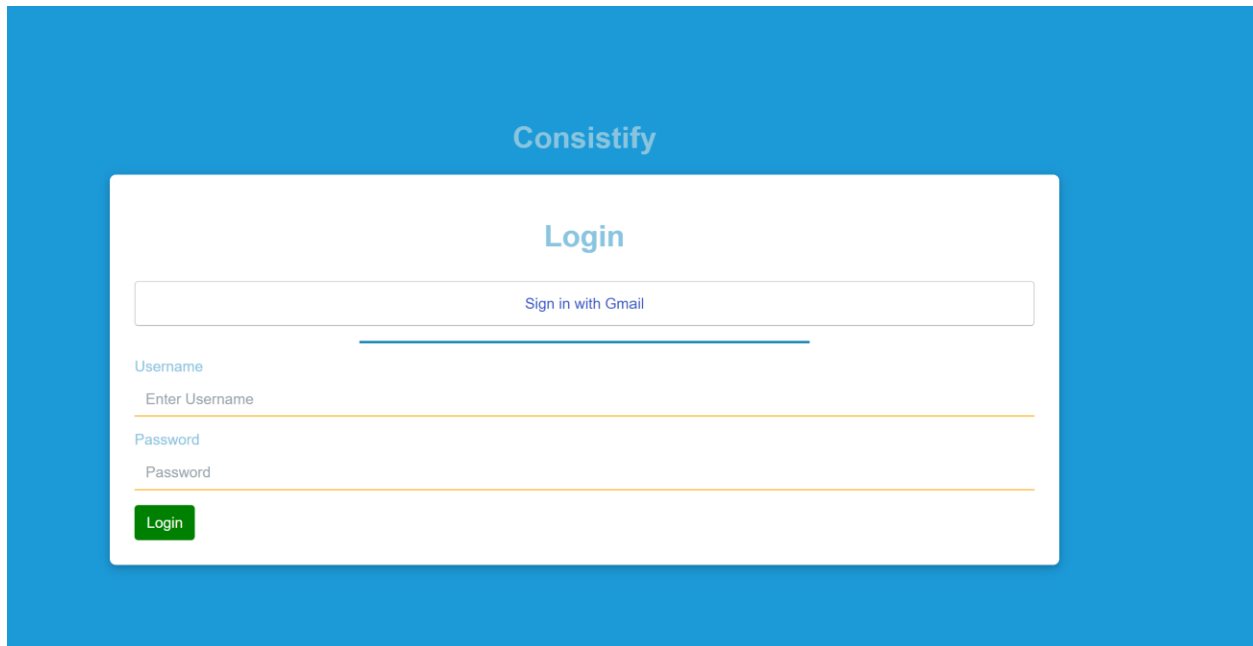 Consistify
Login
Sign in with Gmail
Username
Enter Username
Password
Password
Login